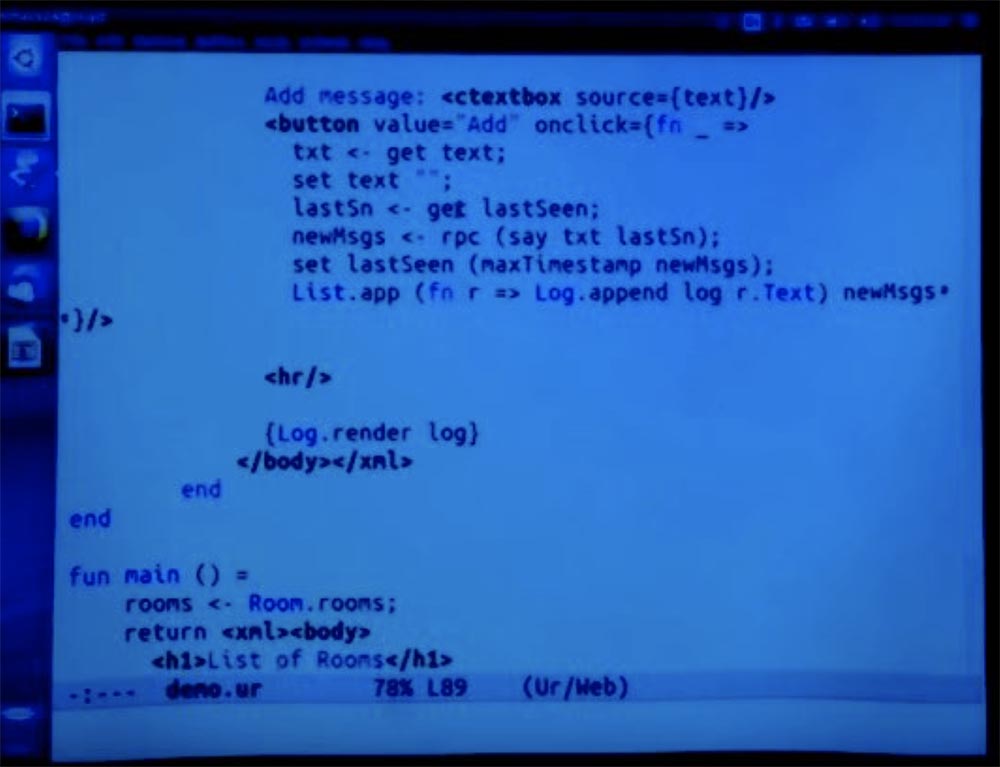 Add message: <ctextbox source={text}/>
<button value="Add" onclick={fn _ =>
txt <- get text;
set text "";
lastSn <- get lastSeen;
newMsgs <- rpc (say txt lastSn);
set lastSeen (maxTimestamp newMsgs);
List.app (fn r => Log.append log r.Text) newMsgs
}/>
<hr/>
{Log.render log}
</body></xml>
end
end
fun main () =
rooms <- Room.rooms;
return <xml><body>
<h1>List of Rooms</h1>
-:--- demo.ur 78% L89 (Ur/Web)